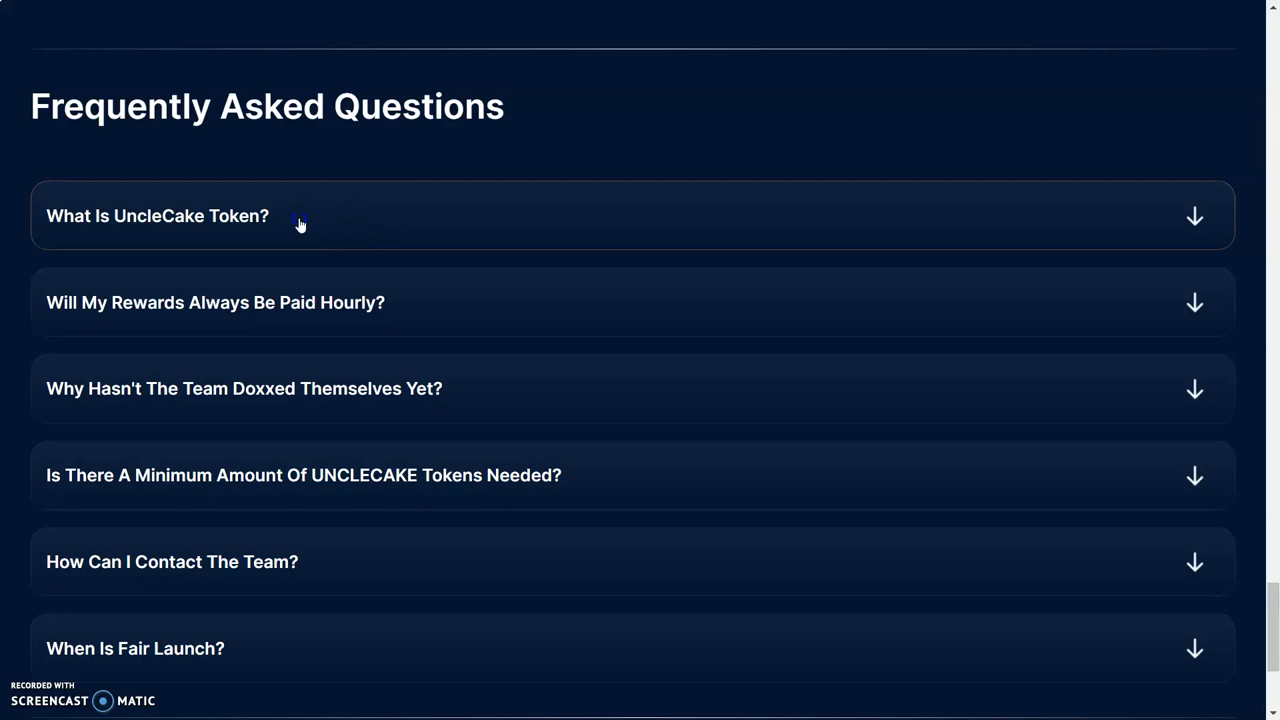 Frequently Asked Questions
What Is UncleCake Token?
Will My Rewards Always Be Paid Hourly?
Why Hasn't The Team Doxxed Themselves Yet?
Is There A Minimum Amount Of UNCLECAKE Tokens Needed?
How Can I Contact The Team?
When Is Fair Launch?
RECORDED WITH
SCREENCAST MATIC